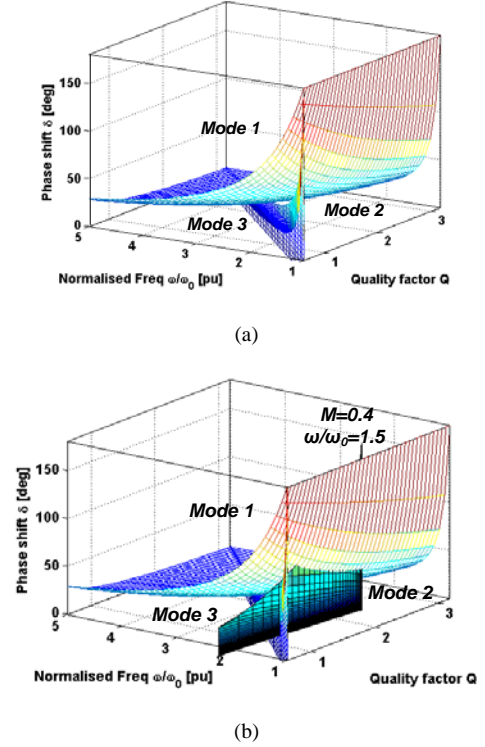 (a)
Phase shift δ [deg]
150
100
50
0
Mode 1
Mode 2
Mode 3
5
4
3
2
1
Normalised Freq ω/ω0 [pu]
1
2
3
Quality factor Q
(a)
M=0.4
ω/ω0=1.5
Phase shift δ [deg]
150
100
50
0
Mode 1
Mode 2
Mode 3
5
4
3
2
1
Normalised Freq ω/ω0 [pu]
1
2
3
Quality factor Q
(b)